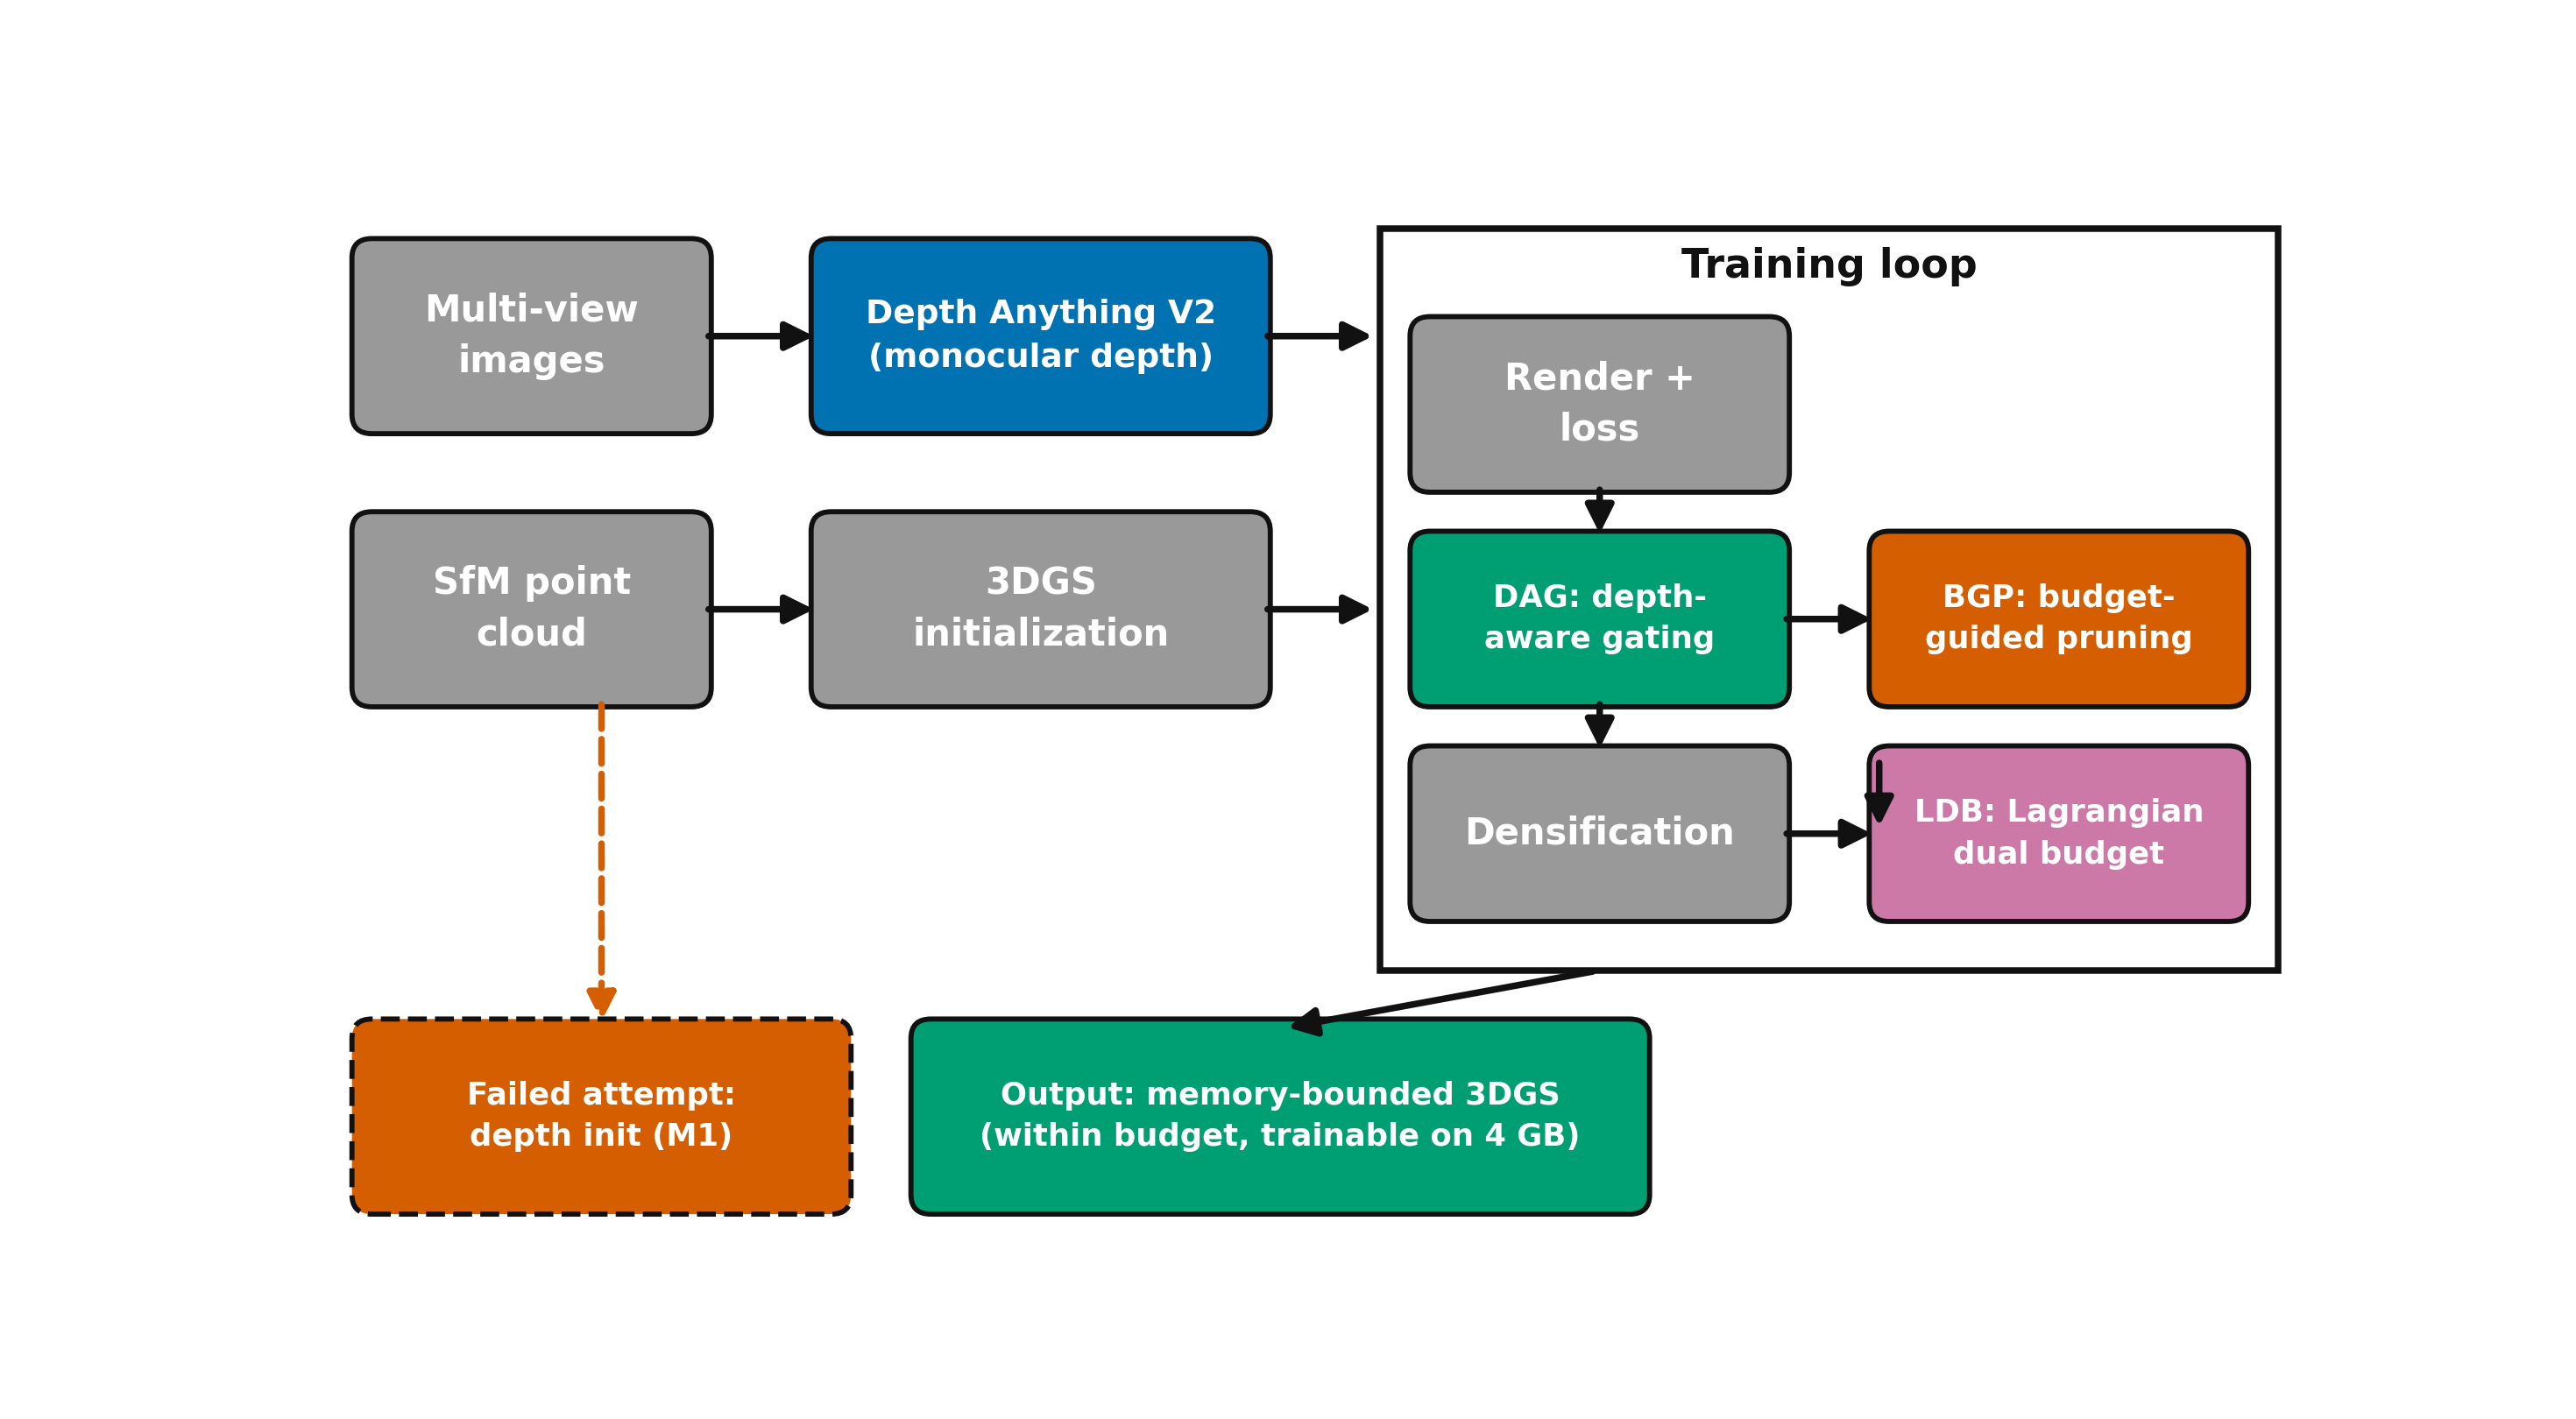 Multi-view
images
Depth Anything V2
(monocular depth)
Training loop
Render +
loss
SfM point
cloud
3DGS
initialization
DAG: depth-
aware gating
BGP: budget-
guided pruning
Densification
LDB: Lagrangian
dual budget
Failed attempt:
depth init (M1)
Output: memory-bounded 3DGS
(within budget, trainable on 4 GB)